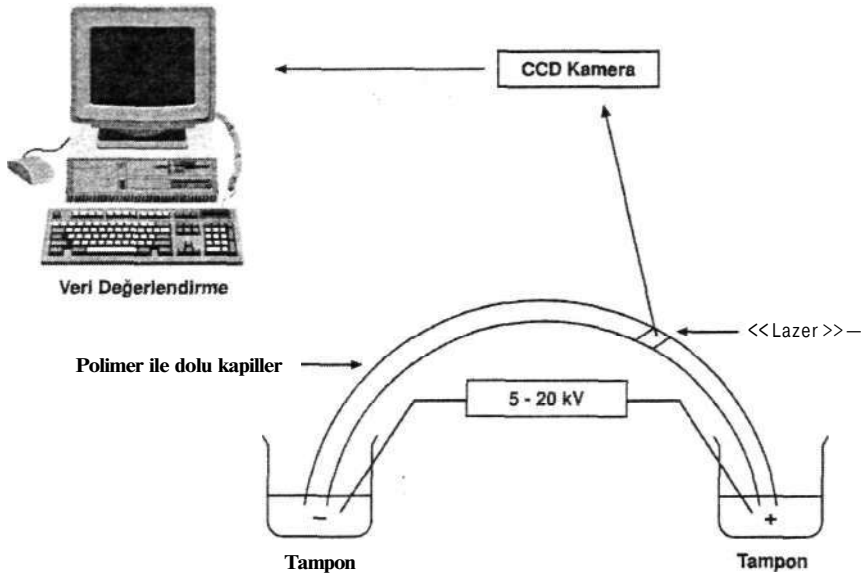 CCD Kamera
Veri Değerlendirme
<<Lazer>>
Polimer ile dolu kapiller
5 - 20 kV
−
+
Tampon
Tampon